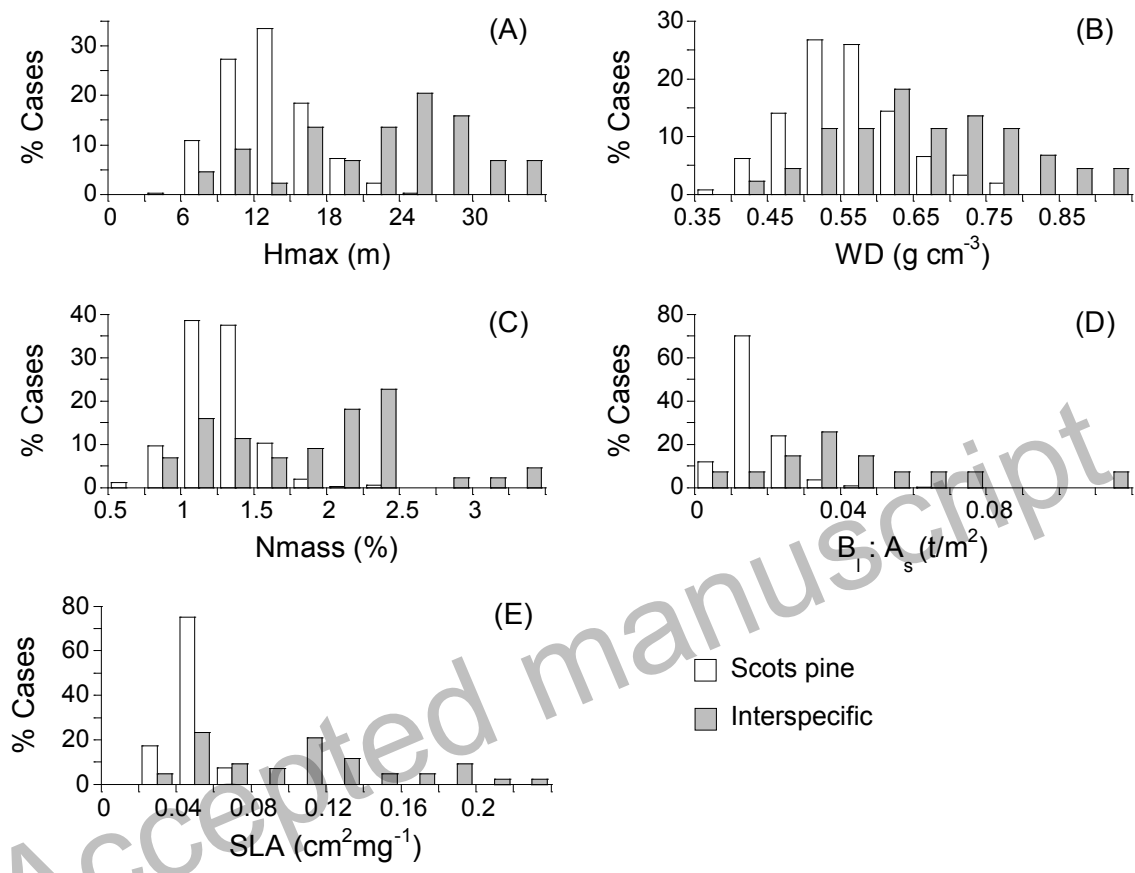 (A)
% Cases
30
20
10
0
0 6 12 18 24 30
Hmax (m)
(B)
% Cases
30
20
10
0
0.35 0.45 0.55 0.65 0.75 0.85
WD (g cm-3)
(C)
% Cases
40
30
20
10
0
0.5 1 1.5 2 2.5 3
Nmass (%)
(D)
% Cases
80
60
40
20
0
0 0.04 0.08
Bl : As (t/m2)
(E)
% Cases
80
60
40
20
0
0 0.04 0.08 0.12 0.16 0.2
SLA (cm2mg-1)
Scots pine
Interspecific
Accepted manuscript